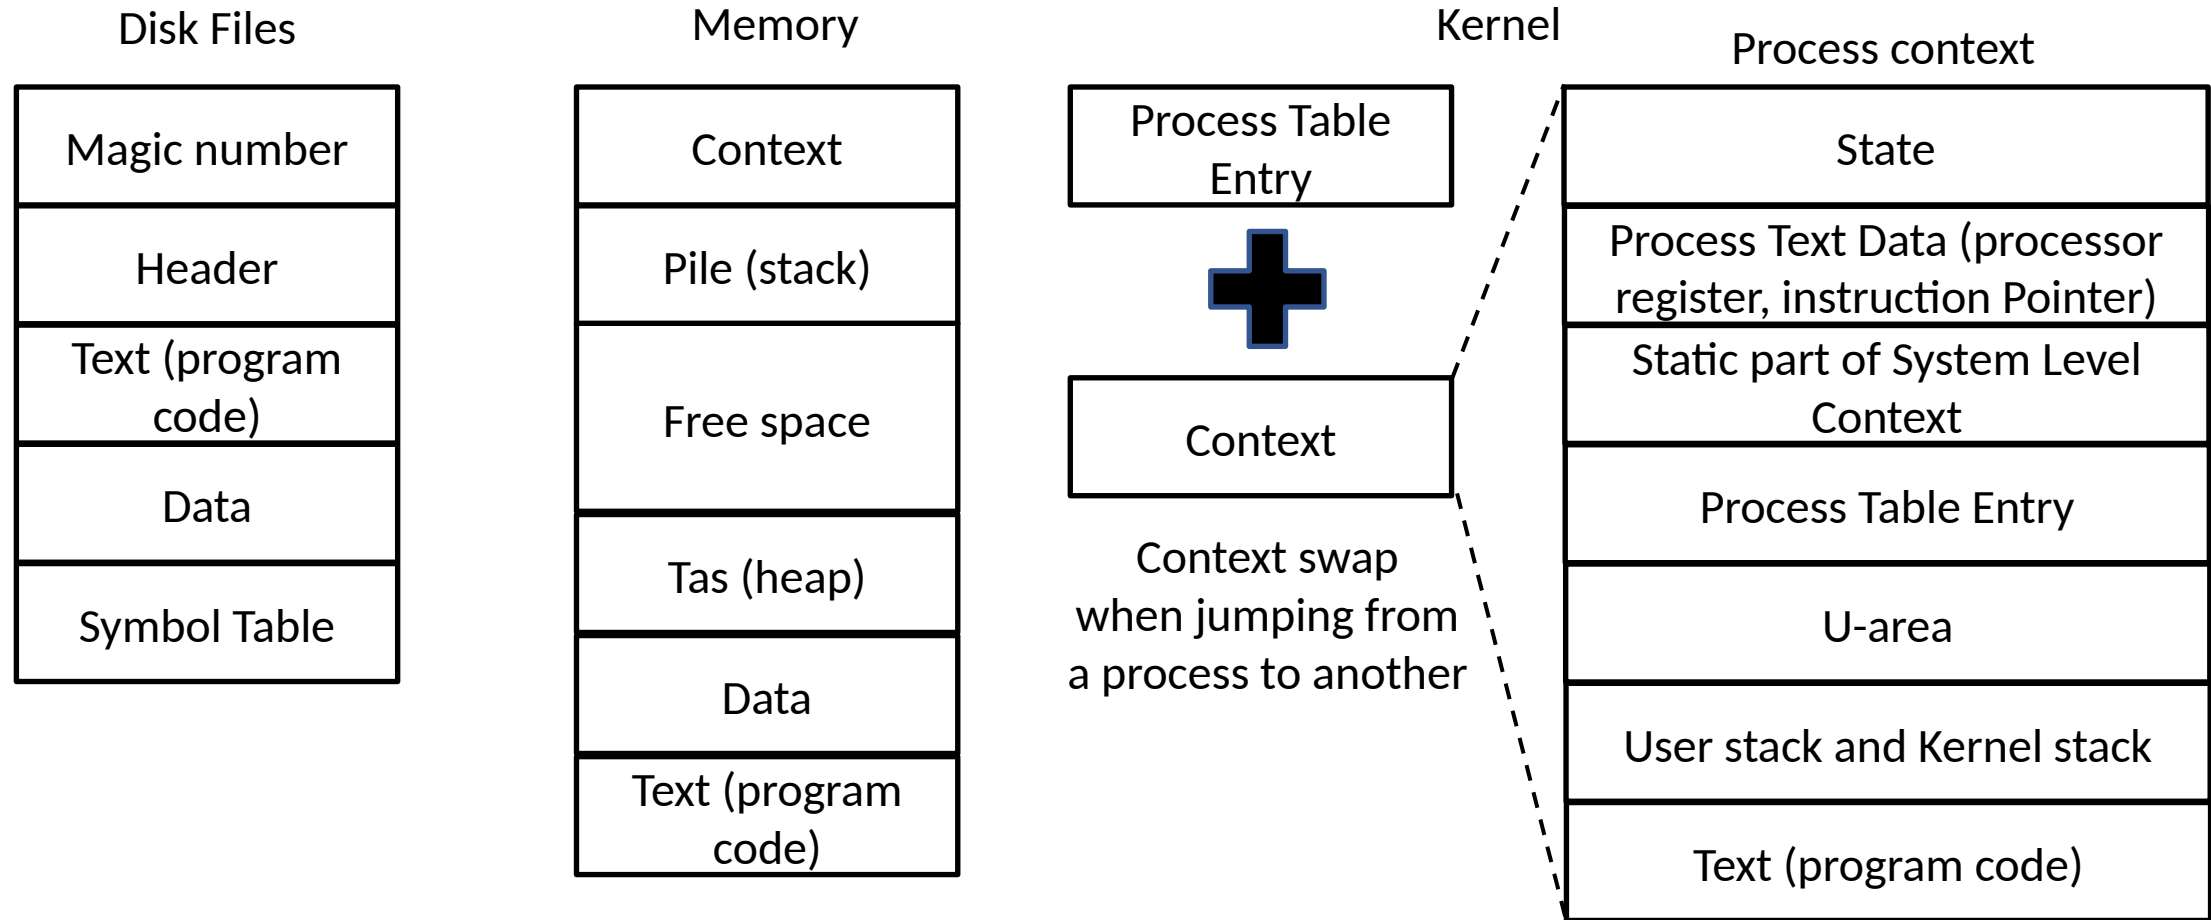 Disk Files
Magic number
Header
Text (program
code)
Data
Symbol Table
Memory
Context
Pile (stack)
Free space
Tas (heap)
Data
Text (program
code)
Kernel
Process Table
Entry
Context
Context swap
when jumping from
a process to another
Process context
State
Process Text Data (processor
register, instruction Pointer)
Static part of System Level
Context
Process Table Entry
U-area
User stack and Kernel stack
Text (program code)